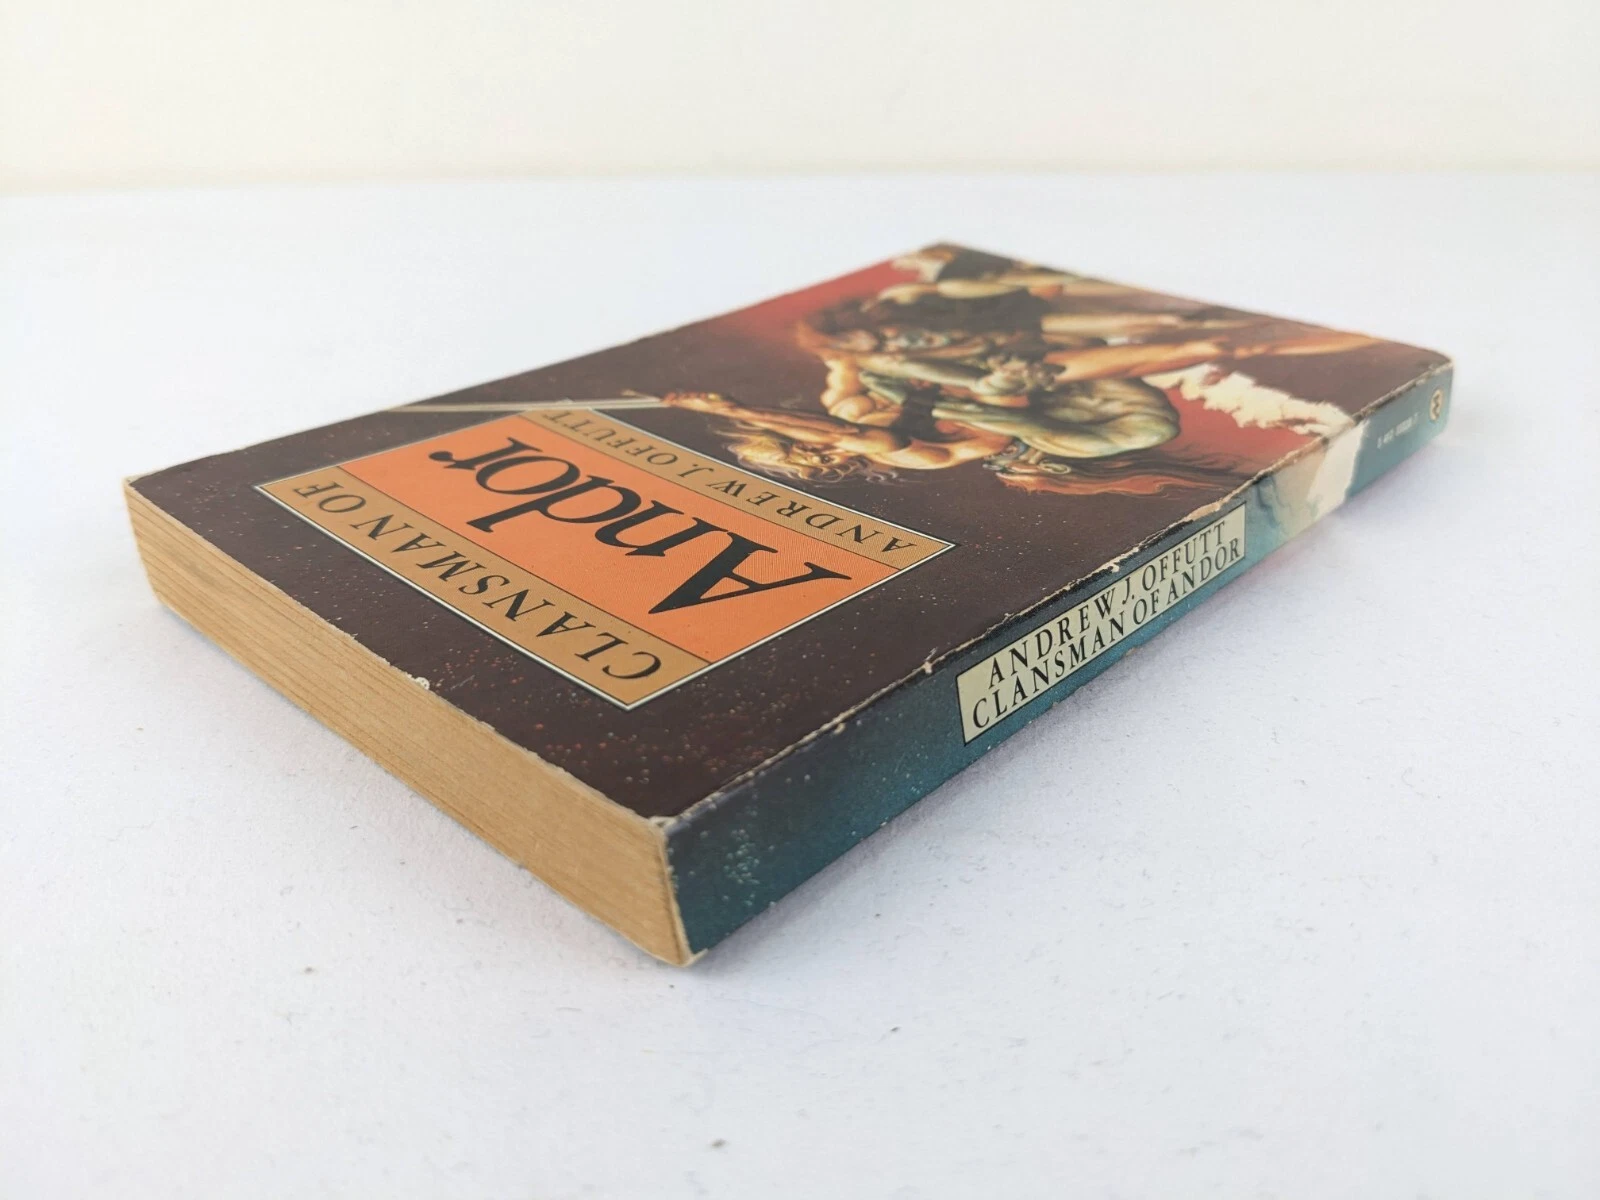 CLANSMAN OF
Andor
ANDREW J. OFFUTT
ANDREW J. OFFUTT
CLANSMAN OF ANDOR